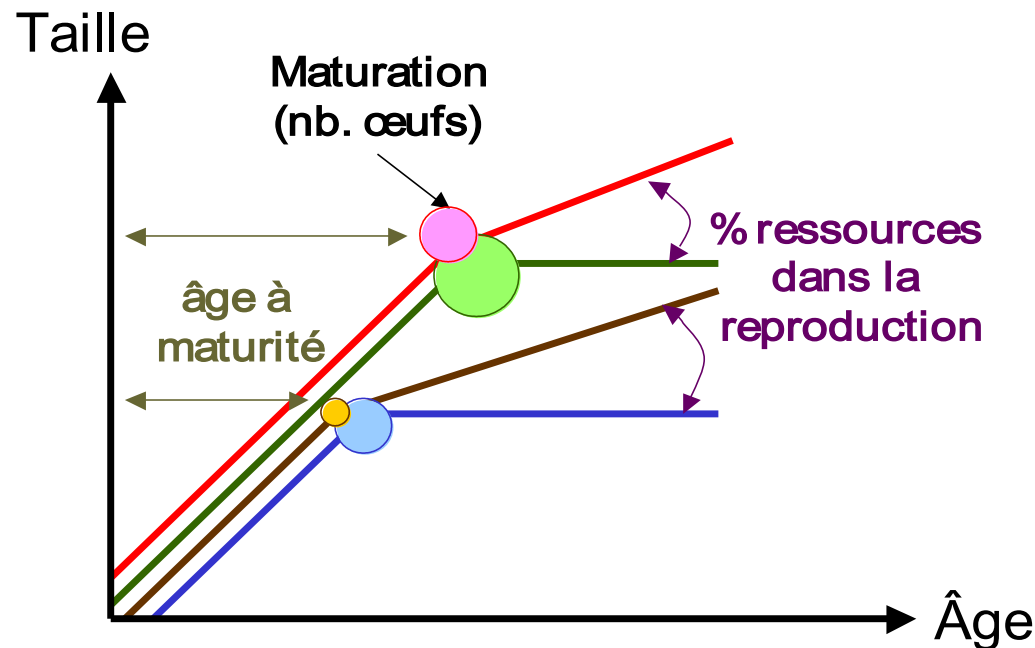 Taille
Maturation
(nb. œufs)
% ressources
dans la
reproduction
âge à
maturité
Âge